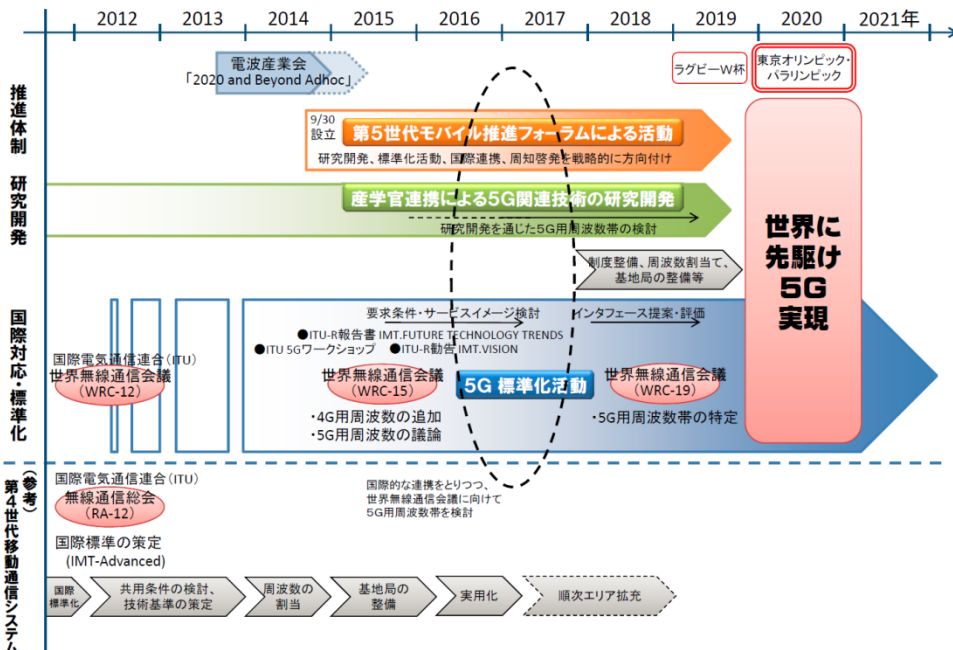 2012
2013
2014
2015
2016
2017
2018
2019
2020
2021年
推進体制
電波産業会
「2020 and Beyond Adhoc」
ラグビーW杯
東京オリンピック・
パラリンピック
9/30
設立
第5世代モバイル推進フォーラムによる活動
研究開発、標準化活動、国際連携、周知啓発を戦略的に方向付け
研究開発
産学官連携による5G関連技術の研究開発
研究開発を通じた5G用周波数帯の検討
制度整備、周波数割当て、
基地局の整備等
世界に
先駆け
5G
実現
国際対応・標準化
要求条件・サービスイメージ検討
インタフェース提案・評価
●ITU-R報告書 IMT.FUTURE TECHNOLOGY TRENDS
●ITU 5Gワークショップ
●ITU-R勧告 IMT.VISION
国際電気通信連合(ITU)
世界無線通信会議
(WRC-12)
世界無線通信会議
(WRC-15)
5G 標準化活動
世界無線通信会議
(WRC-19)
・4G用周波数の追加
・5G用周波数の議論
・5G用周波数帯の特定
(参考)
第4世代移動通信システム
国際電気通信連合(ITU)
無線通信総会
(RA-12)
国際標準の策定
(IMT-Advanced)
国際的な連携をとりつつ、
世界無線通信会議に向けて
5G用周波数帯を検討
国際
標準化
共用条件の検討、
技術基準の策定
周波数の
割当
基地局の
整備
実用化
順次エリア拡充